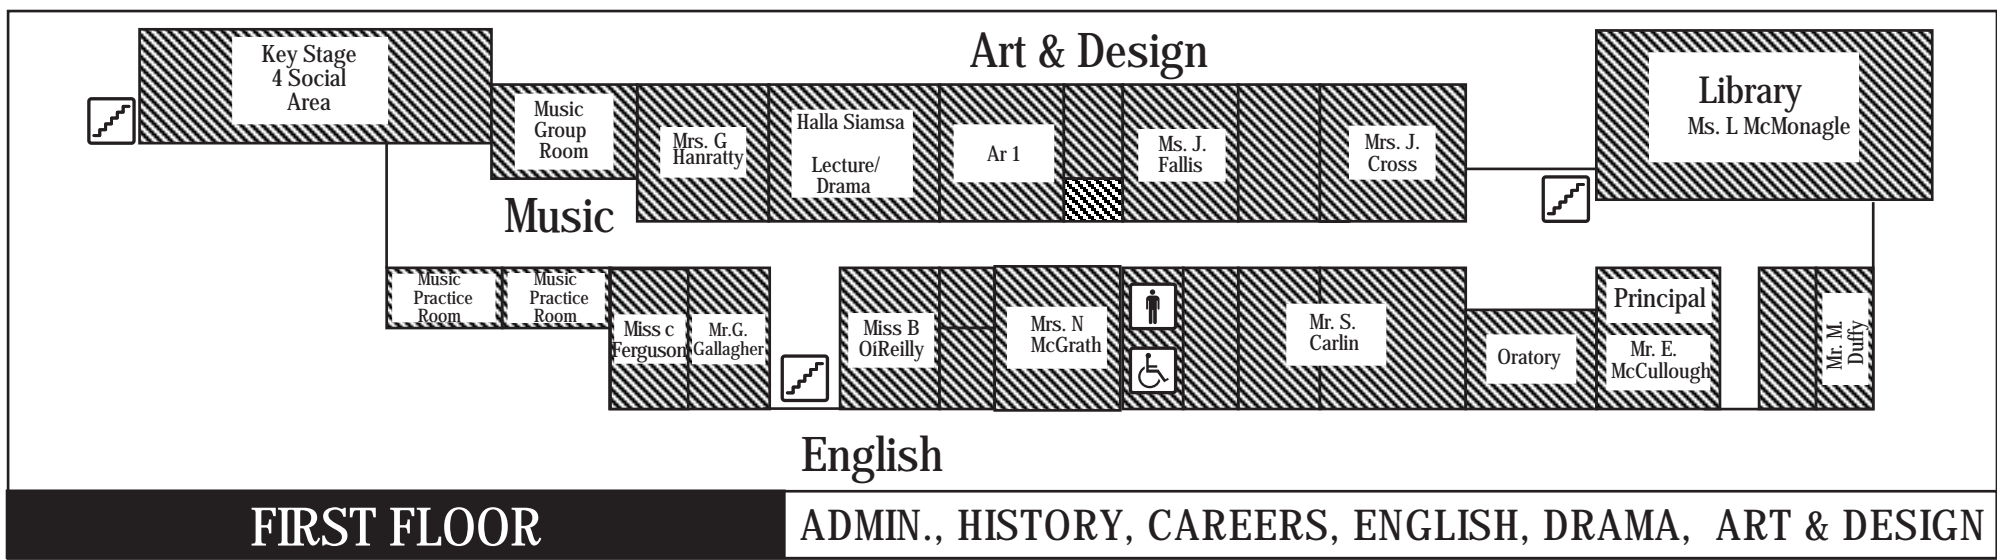 Art & Design
Key Stage
4 Social
Area
Music
Group
Room
Mrs. G
Hanratty
Halla Siamsa
Lecture/
Drama
Ar 1
Ms. J.
Fallis
Mrs. J.
Cross
Library
Ms. L McMonagle
Music
Music
Practice
Room
Music
Practice
Room
Miss c
Ferguson
Mr.G.
Gallagher
Miss B
OíReilly
Mrs. N
McGrath
Mr. S.
Carlin
Oratory
Principal
Mr. E.
McCullough
Mr. M.
Duffy
English
FIRST FLOOR
ADMIN., HISTORY, CAREERS, ENGLISH, DRAMA, ART & DESIGN